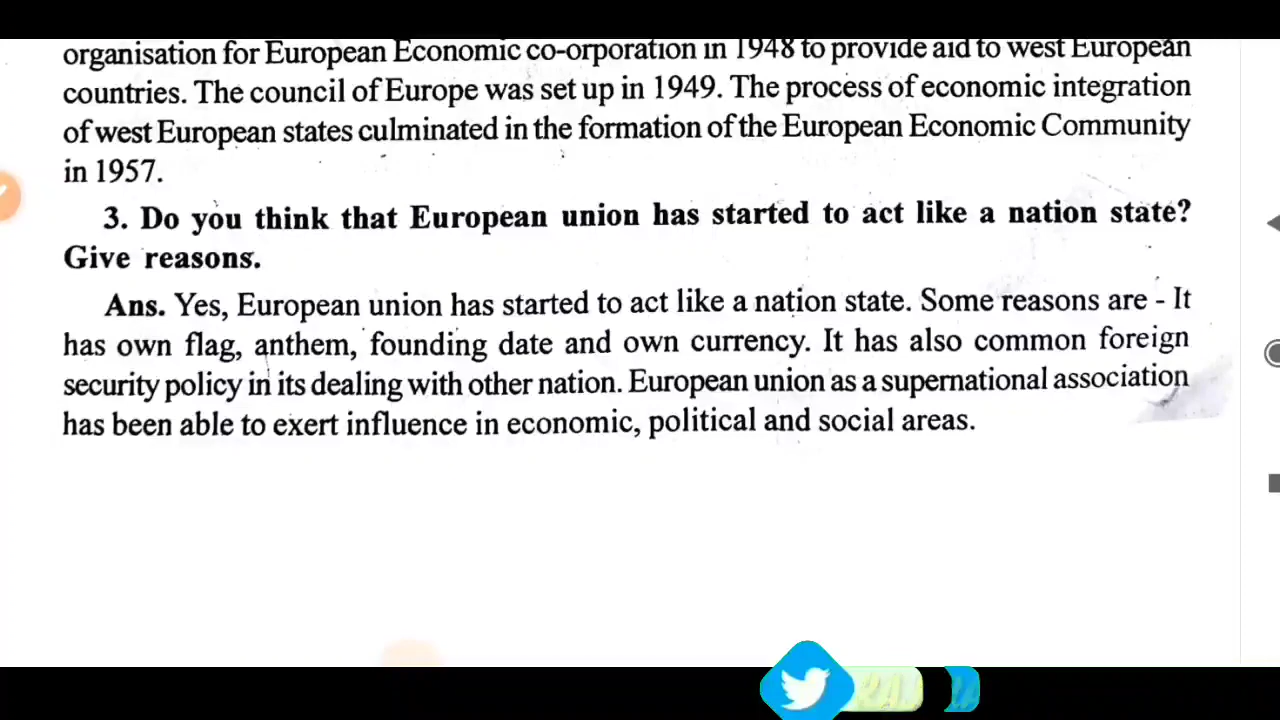 organisation for European Economic co-orporation in 1948 to provide aid to west European
countries. The council of Europe was set up in 1949. The process of economic integration
of west European states culminated in the formation of the European Economic Community
in 1957.
3. Do you think that European union has started to act like a nation state?
Give reasons.
Ans. Yes, European union has started to act like a nation state. Some reasons are - It
has own flag, anthem, founding date and own currency. It has also common foreign
security policy in its dealing with other nation. European union as a supernational association
has been able to exert influence in economic, political and social areas.